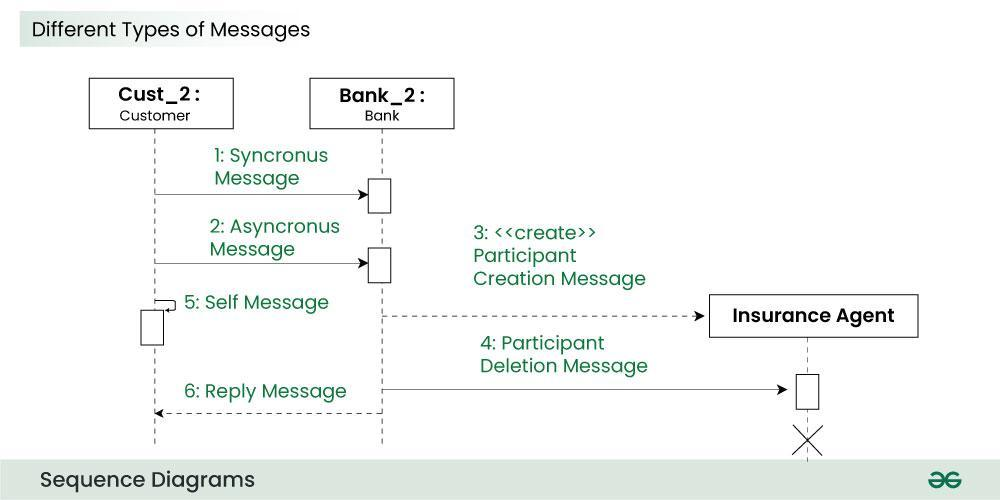 Different Types of Messages
Cust_2:
Customer
Bank_2:
Bank
1: Syncronus
Message
2: Asyncronus
Message
3: <<create>>
Participant
Creation Message
5: Self Message
Insurance Agent
4: Participant
Deletion Message
6: Reply Message
Sequence Diagrams